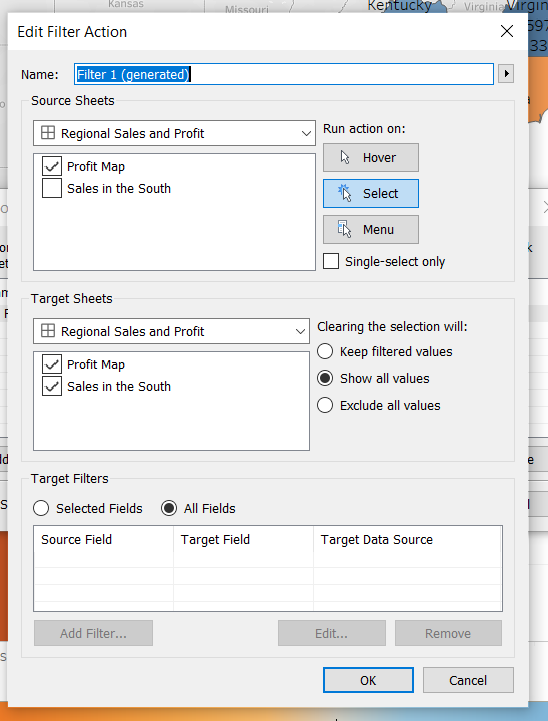 Kansas
Missouri
Kentucky
Virginia
Virgin
597
33
Edit Filter Action
Name: Filter 1 (generated)
Source Sheets
Regional Sales and Profit
Run action on:
Profit Map
Sales in the South
Hover
Select
Menu
Single-select only
Target Sheets
Regional Sales and Profit
Clearing the selection will:
Profit Map
Sales in the South
Keep filtered values
Show all values
Exclude all values
Target Filters
Selected Fields All Fields
Source Field Target Field Target Data Source
Add Filter... Edit... Remove
OK Cancel